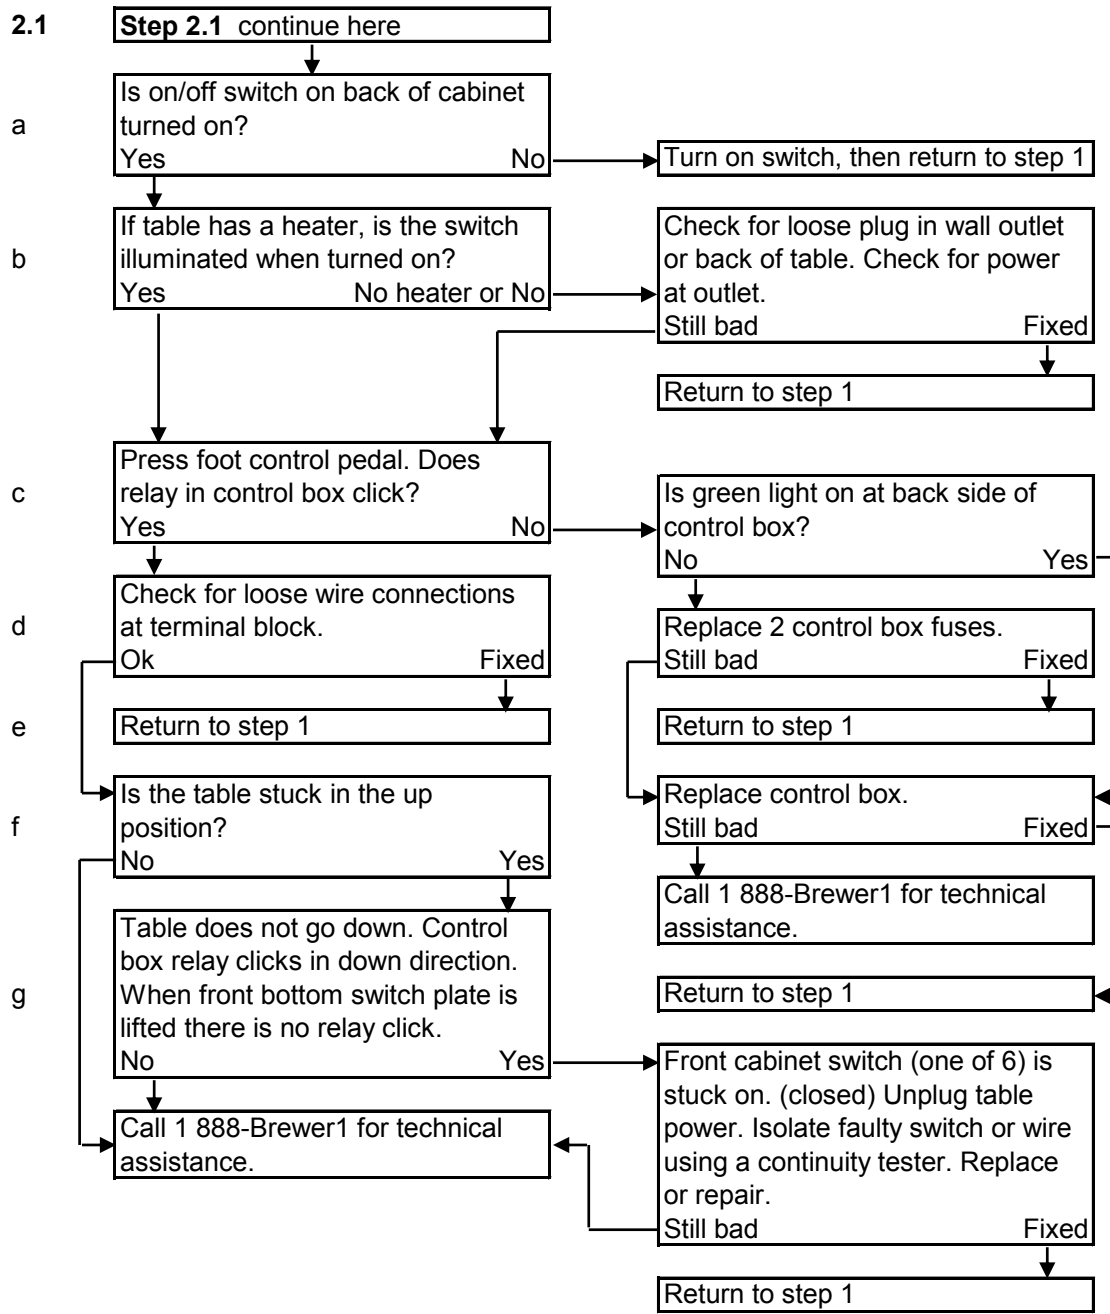 2.1
Step 2.1 continue here
a
Is on/off switch on back of cabinet
turned on?
Yes No
Turn on switch, then return to step 1
b
If table has a heater, is the switch
illuminated when turned on?
Yes No heater or No
Check for loose plug in wall outlet
or back of table. Check for power
at outlet.
Still bad Fixed
Return to step 1
c
Press foot control pedal. Does
relay in control box click?
Yes No
Is green light on at back side of
control box?
No Yes
d
Check for loose wire connections
at terminal block.
Ok Fixed
Replace 2 control box fuses.
Still bad Fixed
e
Return to step 1
Return to step 1
f
Is the table stuck in the up
position?
No Yes
Replace control box.
Still bad Fixed
Call 1 888-Brewer1 for technical
assistance.
g
Table does not go down. Control
box relay clicks in down direction.
When front bottom switch plate is
lifted there is no relay click.
No Yes
Return to step 1
Front cabinet switch (one of 6) is
stuck on. (closed) Unplug table
power. Isolate faulty switch or wire
using a continuity tester. Replace
or repair.
Still bad Fixed
Call 1 888-Brewer1 for technical
assistance.
Return to step 1